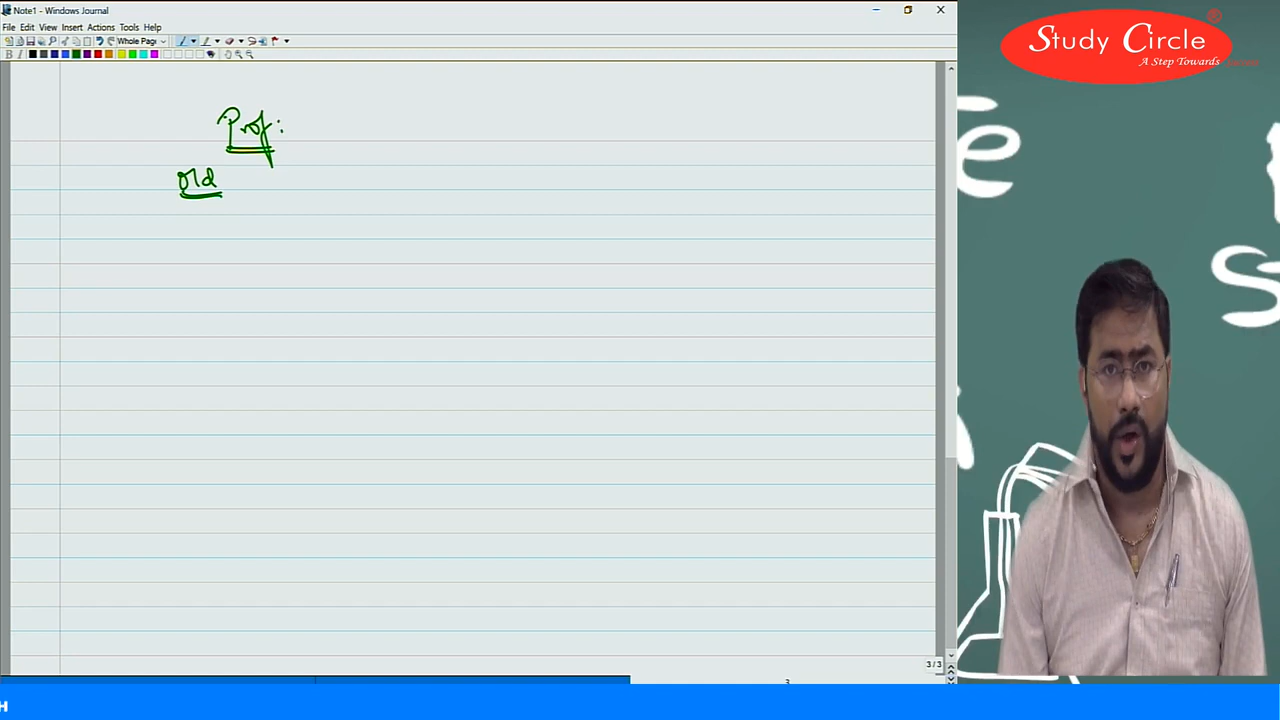 Note1 - Windows Journal
File Edit View Insert Actions Tools Help
Whole Page
B I
Prof:
old
3/3
3
H
Study Circle
A Step Towards
®